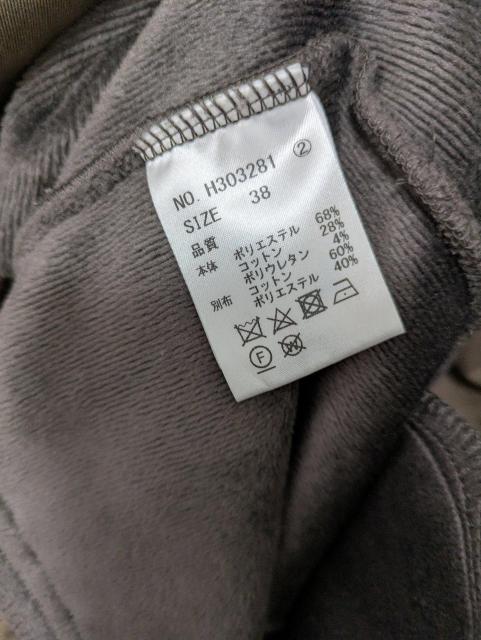 NO. H303281 ②
SIZE 38
品質
本体 ポリエステル 68%
コットン 28%
ポリウレタン 4%
別布 コットン 60%
ポリエステル 40%
F W